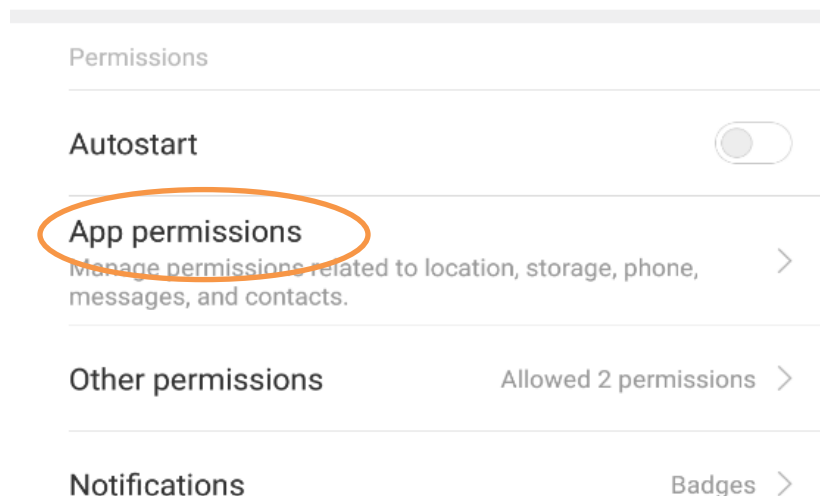 Permissions
Autostart
App permissions
Manage permissions related to location, storage, phone,
messages, and contacts.
Other permissions Allowed 2 permissions
Notifications Badges